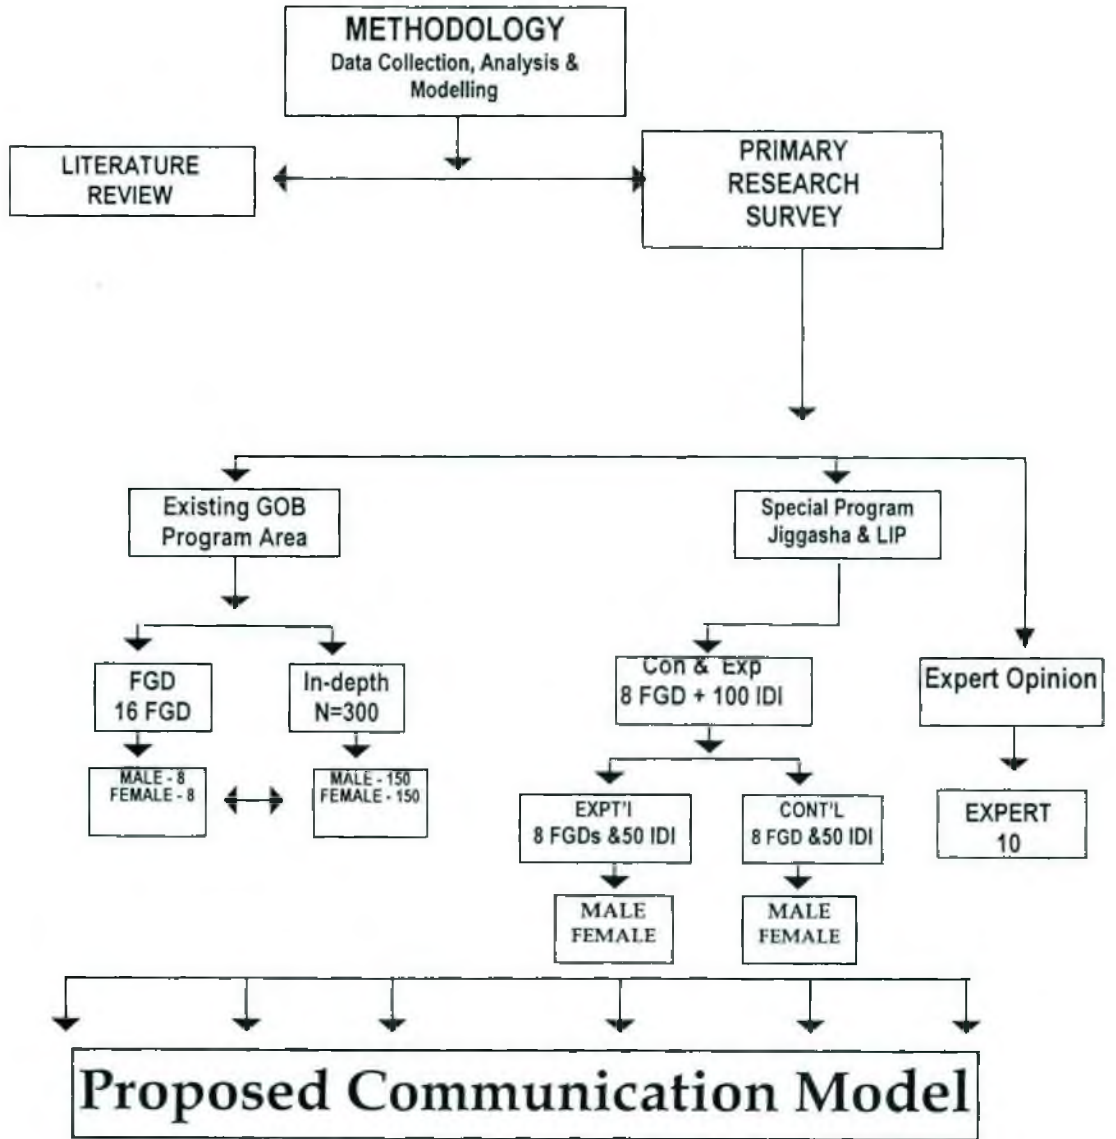 METHODOLOGY
Data Collection, Analysis &
Modelling
LITERATURE
REVIEW
PRIMARY
RESEARCH
SURVEY
Existing GOB
Program Area
Special Program
Jiggasha & LIP
FGD
16 FGD
In-depth
N=300
Con & Exp
8 FGD + 100 IDI
Expert Opinion
MALE - 8
FEMALE - 8
MALE - 150
FEMALE - 150
EXPT'I
8 FGDs &50 IDI
CONT'L
8 FGD &50 IDI
EXPERT
10
MALE
FEMALE
MALE
FEMALE
Proposed Communication Model